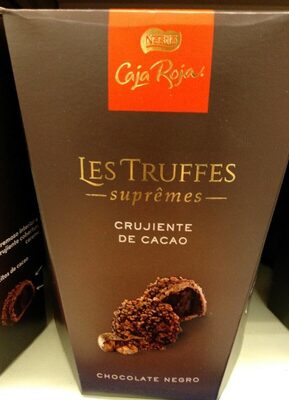 Nestlé
Caja Roja
LES TRUFFES
suprêmes
CRUJIENTE
DE CACAO
CHOCOLATE NEGRO